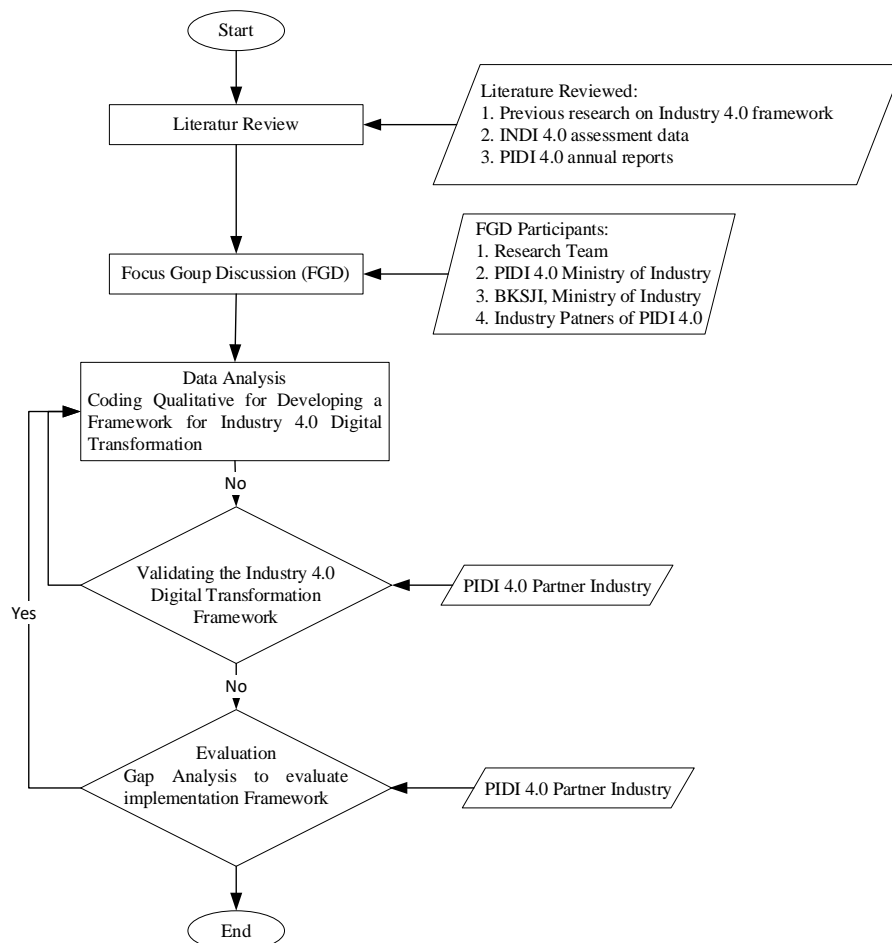 Start
Literatur Review
Literature Reviewed:
1. Previous research on Industry 4.0 framework
2. INDI 4.0 assessment data
3. PIDI 4.0 annual reports
Focus Goup Discussion (FGD)
FGD Participants:
1. Research Team
2. PIDI 4.0 Ministry of Industry
3. BKSJI, Ministry of Industry
4. Industry Patners of PIDI 4.0
Data Analysis
Coding Qualitative for Developing a
Framework for Industry 4.0 Digital
Transformation
No
Validating the Industry 4.0
Digital Transformation
Framework
PIDI 4.0 Partner Industry
Yes
No
Evaluation
Gap Analysis to evaluate
implementation Framework
PIDI 4.0 Partner Industry
End